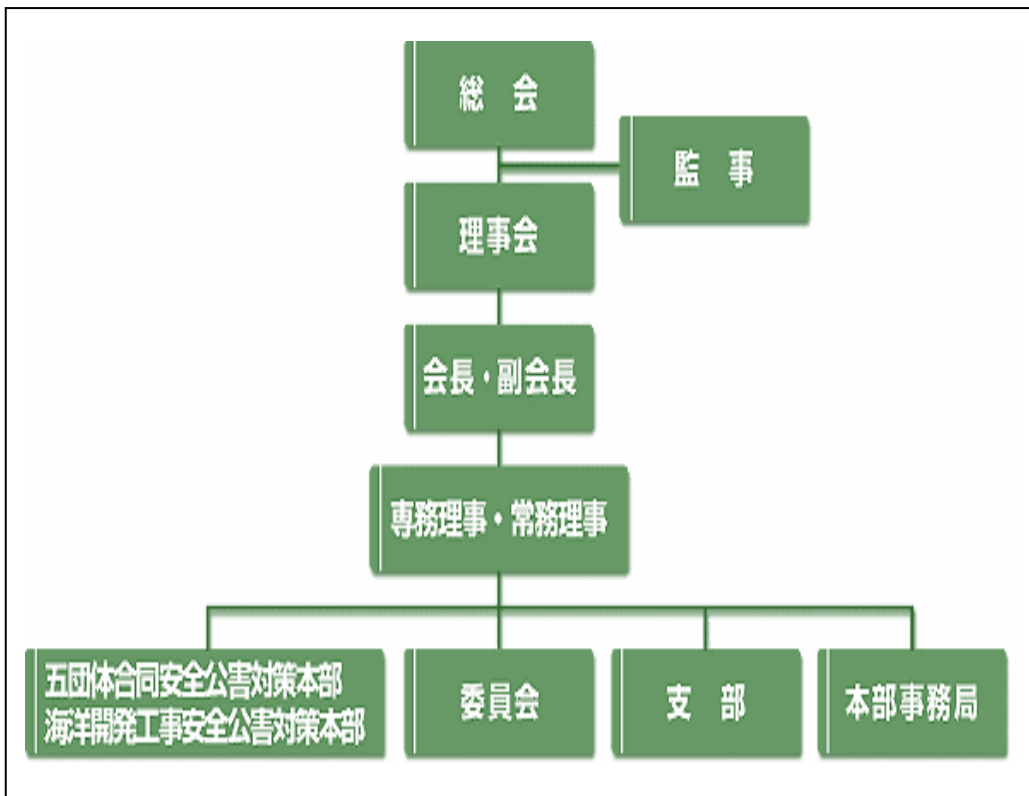 総　会
監　事
理事会
会長・副会長
専務理事・常務理事
五団体合同安全公害対策本部
海洋開発工事安全公害対策本部
委員会
支　部
本部事務局